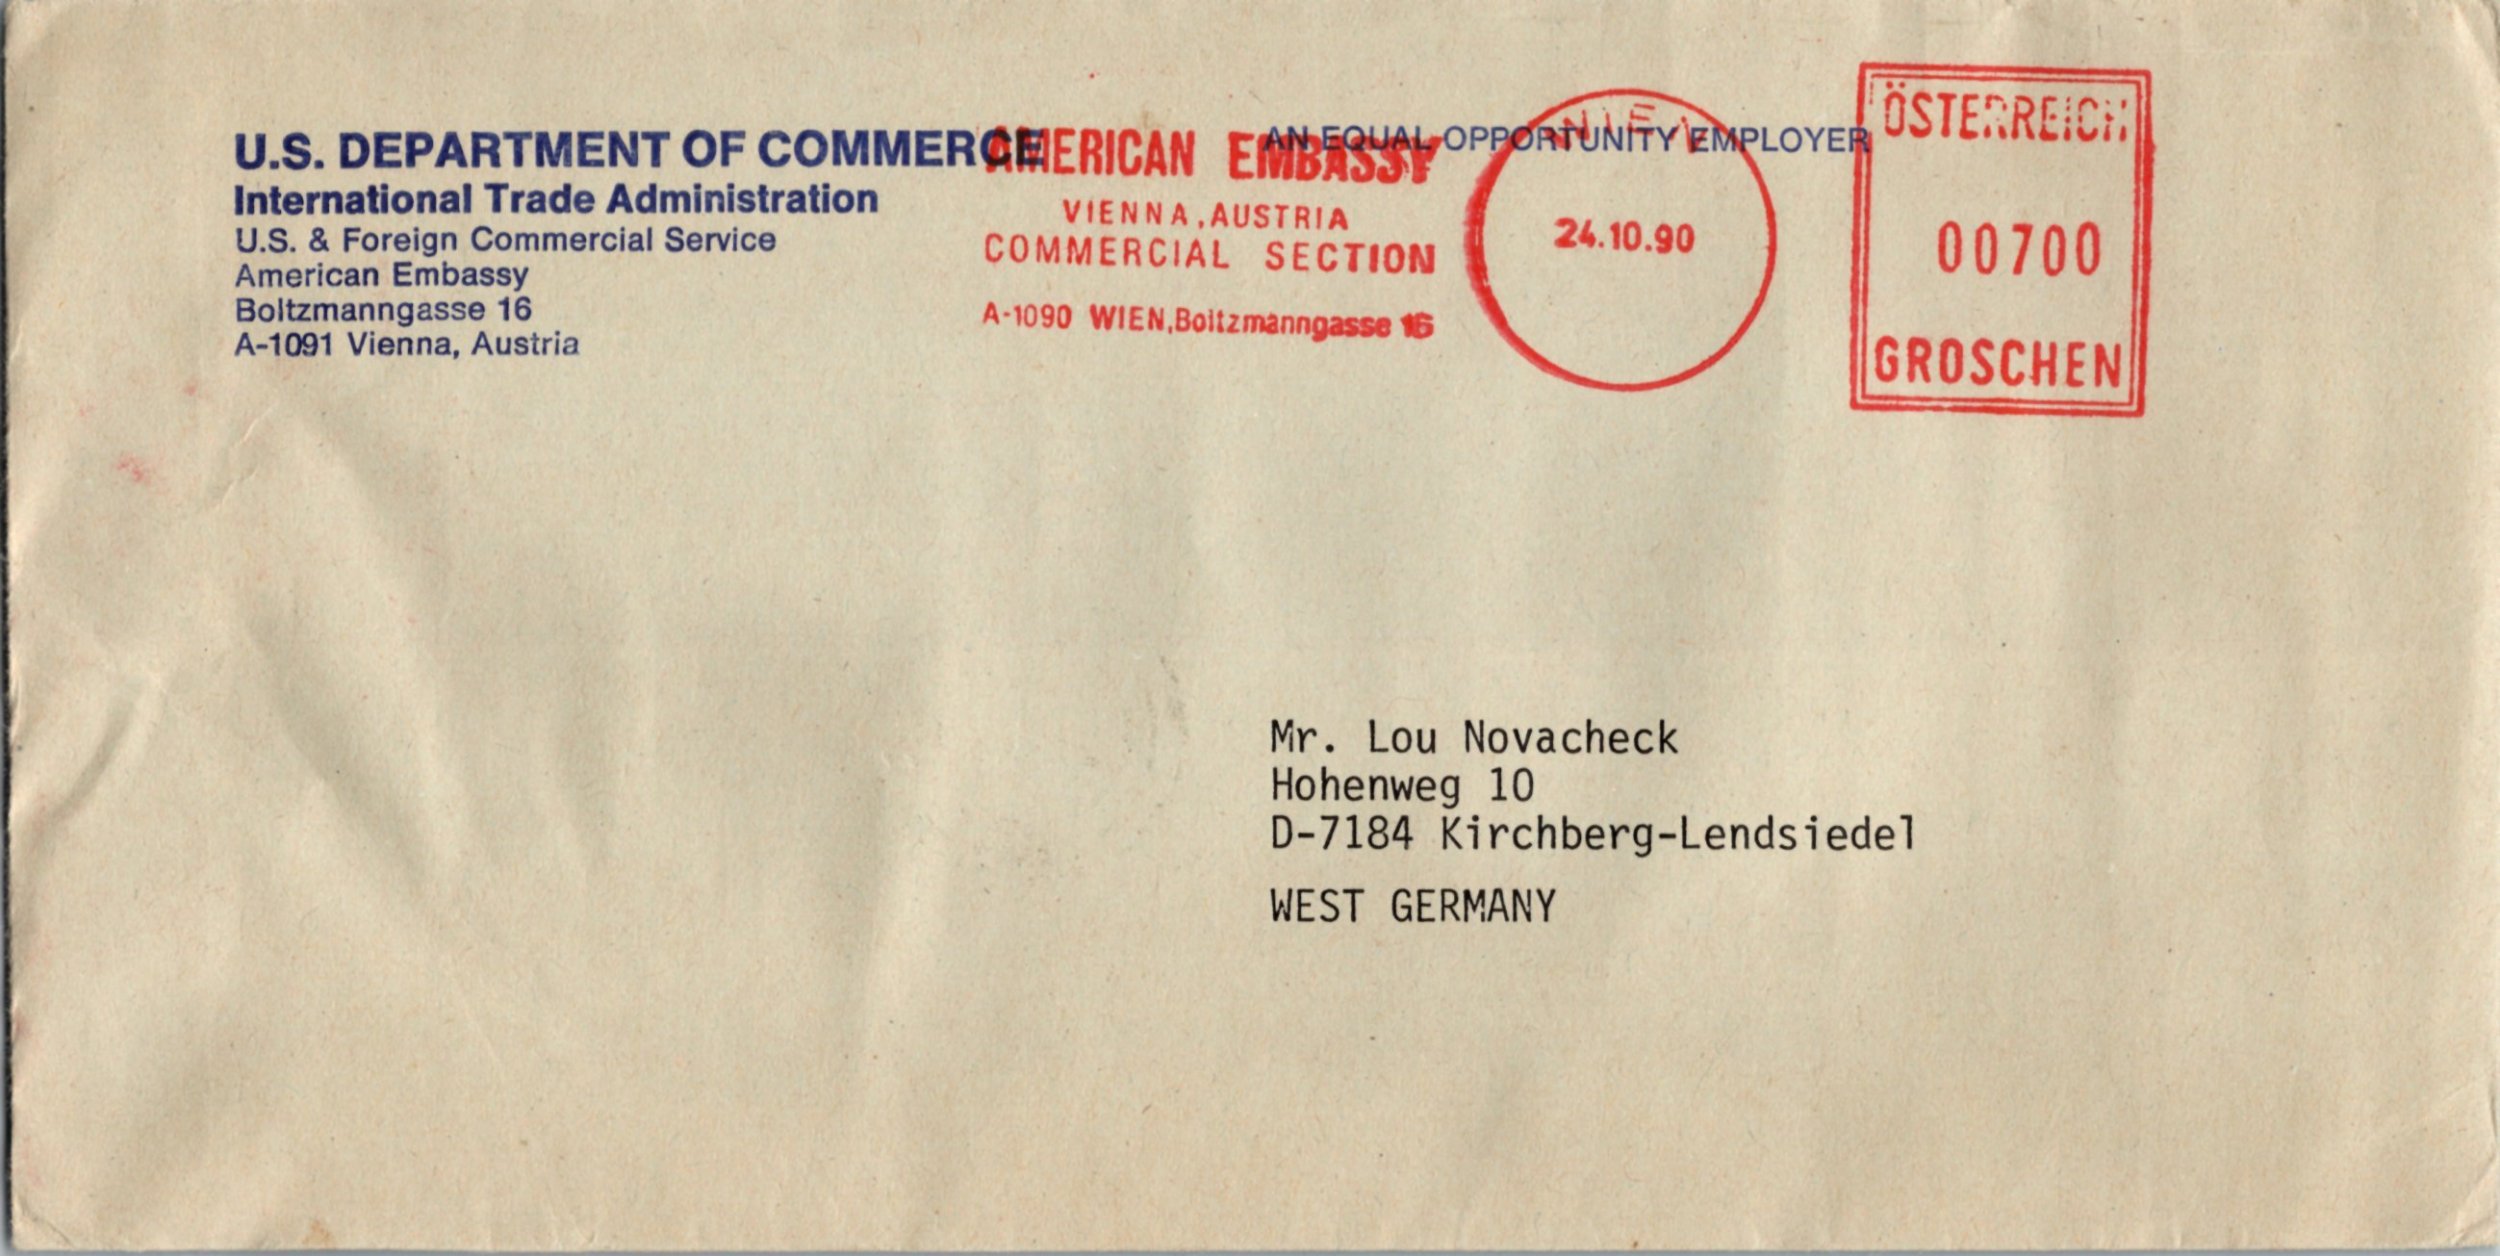 U.S. DEPARTMENT OF COMMERCE
International Trade Administration
U.S. & Foreign Commercial Service
American Embassy
Boltzmanngasse 16
A-1091 Vienna, Austria
AN EQUAL OPPORTUNITY EMPLOYER
AMERICAN EMBASSY
VIENNA, AUSTRIA
COMMERCIAL SECTION
A-1090 WIEN, Boltzmanngasse 16
WIEN
24.10.90
ÖSTERREICH
00700
GROSCHEN
Mr. Lou Novacheck
Hohenweg 10
D-7184 Kirchberg-Lendsiedel
WEST GERMANY